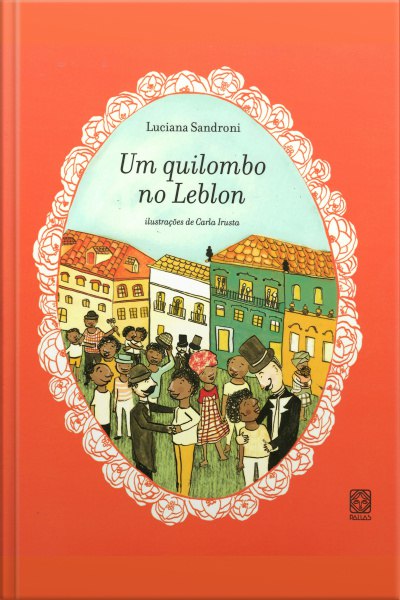 Luciana Sandroni
Um quilombo
no Leblon
ilustrações de Carla Irusta
PALLAS